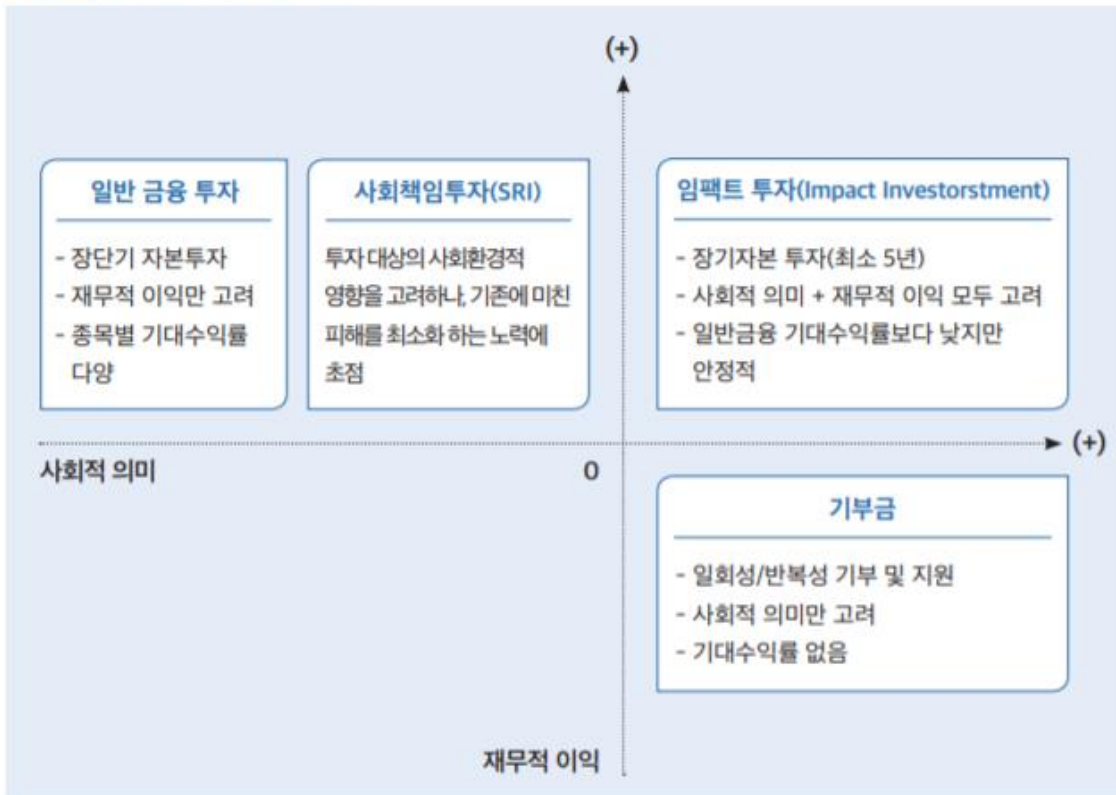 (+)
일반 금융 투자
- 장단기 자본투자
- 재무적 이익만 고려
- 종목별 기대수익률
다양
사회책임투자(SRI)
투자 대상의 사회환경적
영향을 고려하나, 기존에 미친
피해를 최소화 하는 노력에
초점
임팩트 투자(Impact Investorstment)
- 장기자본 투자(최소 5년)
- 사회적 의미 + 재무적 이익 모두 고려
- 일반금융 기대수익률보다 낮지만
안정적
(+)
사회적 의미
0
기부금
- 일회성/반복성 기부 및 지원
- 사회적 의미만 고려
- 기대수익률 없음
재무적 이익